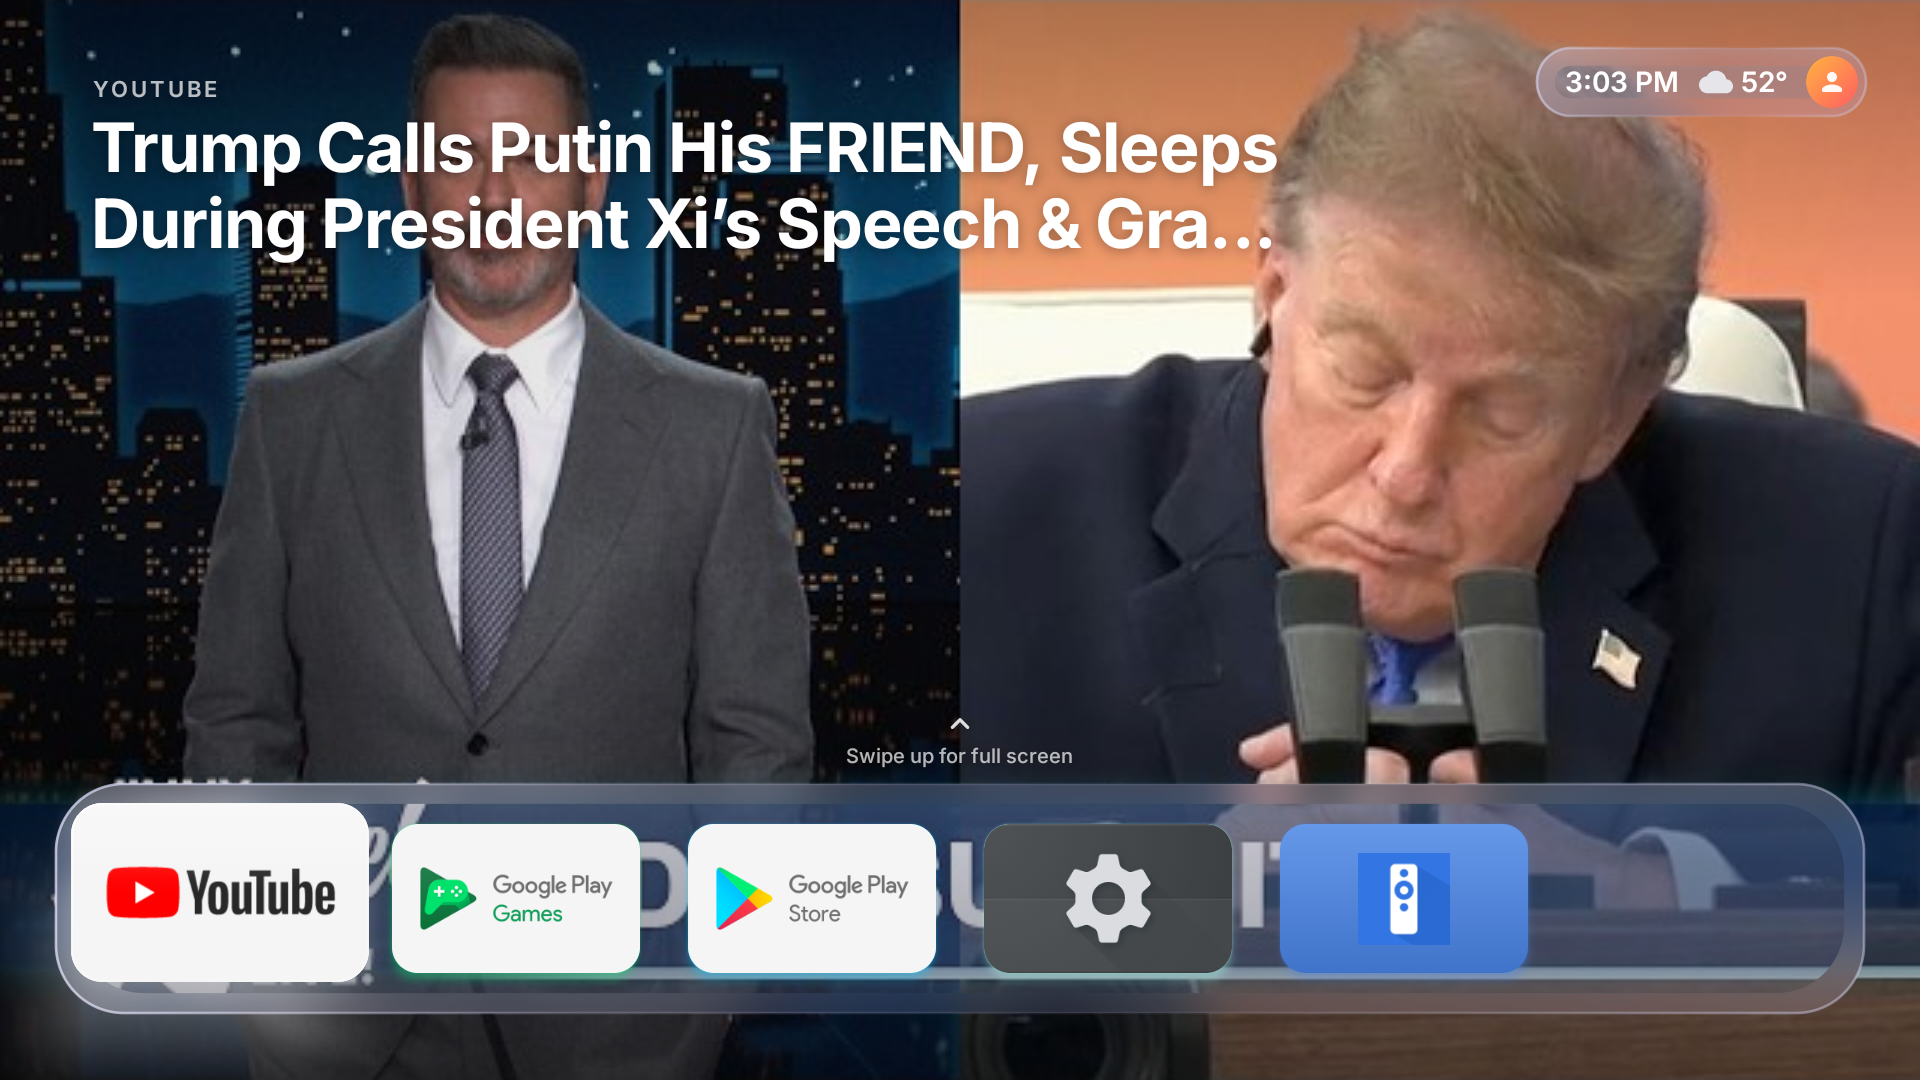 YOUTUBE
Trump Calls Putin His FRIEND, Sleeps
During President Xi’s Speech & Gra…
3:03 PM 52°
Swipe up for full screen
YouTube
Google Play
Games
Google Play
Store